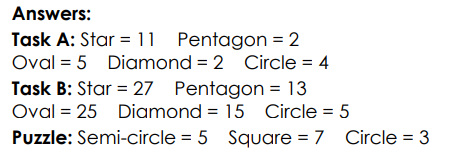 Answers:
Task A: Star = 11 Pentagon = 2
Oval = 5 Diamond = 2 Circle = 4
Task B: Star = 27 Pentagon = 13
Oval = 25 Diamond = 15 Circle = 5
Puzzle: Semi-circle = 5 Square = 7 Circle = 3